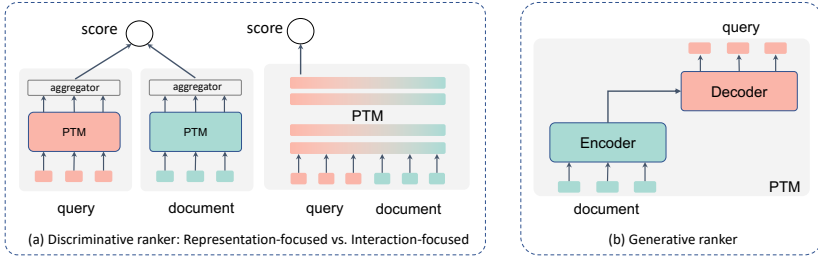 score
score
aggregator
aggregator
PTM
PTM
PTM
query
document
query
document
(a) Discriminative ranker: Representation-focused vs. Interaction-focused
query
Decoder
Encoder
document
PTM
(b) Generative ranker